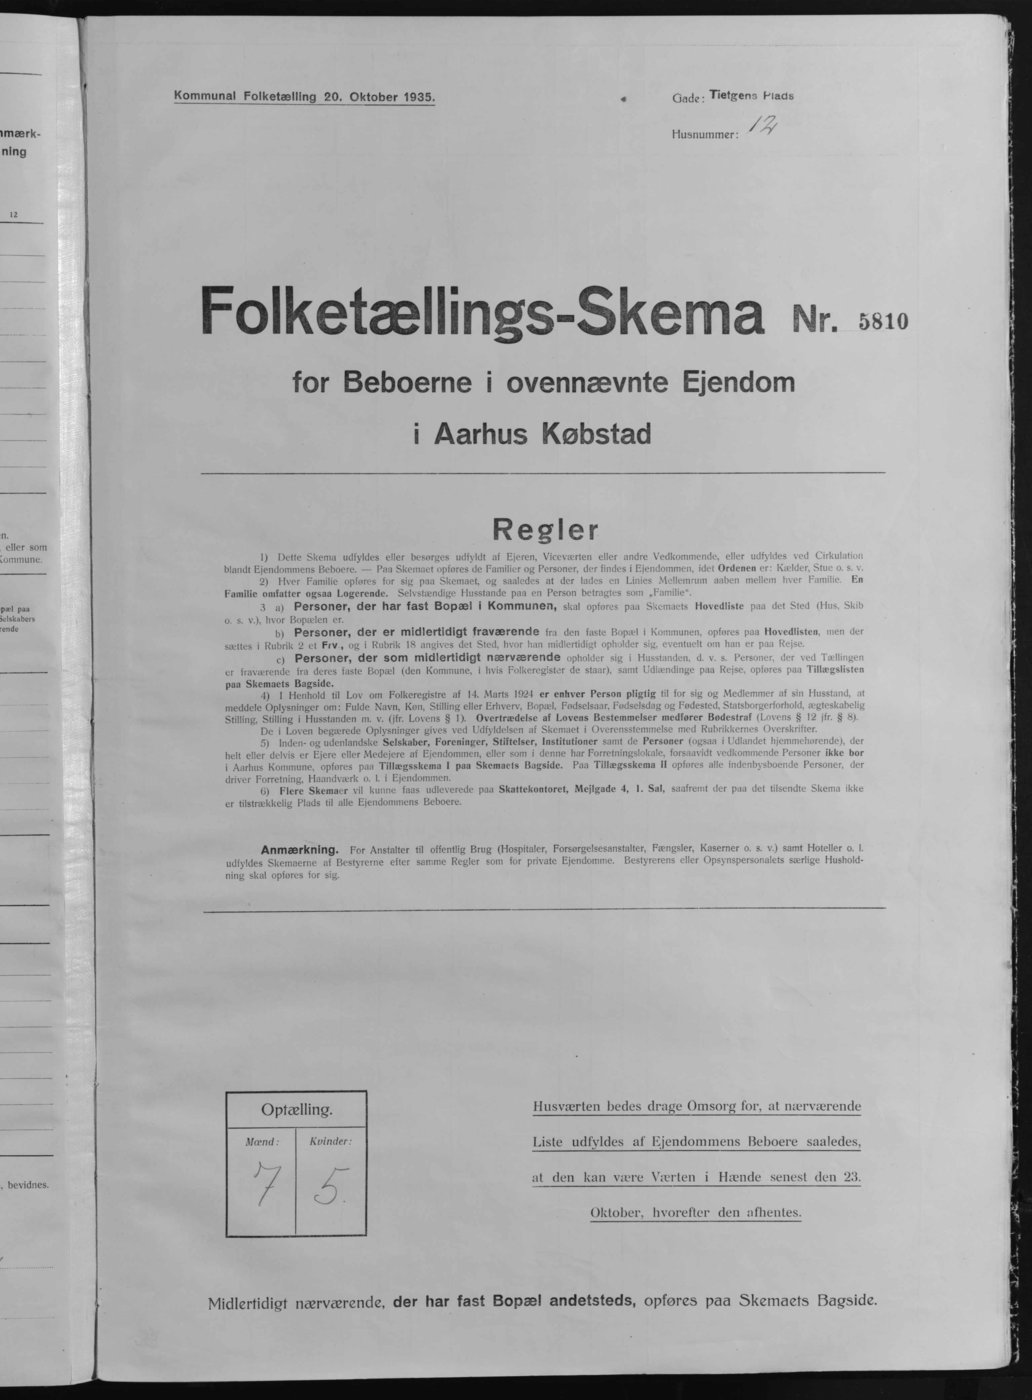 nmærk-
ning
12
n.
, eller som
Kommune.
pæl paa
Selskabers
rende
, bevidnes.
Kommunal Folketælling 20. Oktober 1935.
Gade: Tietgens Plads
Husnummer: 12
Folketællings-Skema Nr. 5810
for Beboerne i ovennævnte Ejendom
i Aarhus Købstad
Regler
1) Dette Skema udfyldes eller besørges udfyldt af Ejeren, Viceværten eller andre Vedkommende, eller udfyldes ved Cirkulation
blandt Ejendommens Beboere. — Paa Skemaet opføres de Familier og Personer, der findes i Ejendommen, idet Ordenen er: Kælder, Stue o. s. v.
2) Hver Familie opføres for sig paa Skemaet, og saaledes at der lades en Linies Mellemrum aaben mellem hver Familie. En
Familie omfatter ogsaa Logerende. Selvstændige Husstande paa en Person betragtes som „Familie“.
3 a) Personer, der har fast Bopæl i Kommunen, skal opføres paa Skemaets Hovedliste paa det Sted (Hus, Skib
o. s. v.), hvor Bopælen er.
b) Personer, der er midlertidigt fraværende fra den faste Bopæl i Kommunen, opføres paa Hovedlisten, men der
sættes i Rubrik 2 et Frv., og i Rubrik 18 angives det Sted, hvor han midlertidigt opholder sig, eventuelt om han er paa Rejse.
c) Personer, der som midlertidigt nærværende opholder sig i Husstanden, d. v. s. Personer, der ved Tællingen
er fraværende fra deres faste Bopæl (den Kommune, i hvis Folkeregister de staar), samt Udlændinge paa Rejse, opføres paa Tillægslisten
paa Skemaets Bagside.
4) I Henhold til Lov om Folkeregistre af 14. Marts 1924 er enhver Person pligtig til for sig og Medlemmer af sin Husstand, at
meddele Oplysninger om: Fulde Navn, Køn, Stilling eller Erhverv, Bopæl, Fødselsaar, Fødselsdag og Fødested, Statsborgerforhold, ægteskabelig
Stilling, Stilling i Husstanden m. v. (jfr. Lovens § 1). Overtrædelse af Lovens Bestemmelser medfører Bødestraf (Lovens § 12 jfr. § 8).
De i Loven begærede Oplysninger gives ved Udfyldelsen af Skemaet i Overensstemmelse med Rubrikkernes Overskrifter.
5) Inden- og udenlandske Selskaber, Foreninger, Stiftelser, Institutioner samt de Personer (ogsaa i Udlandet hjemmehørende), der
helt eller delvis er Ejere eller Medejere af Ejendommen, eller som i denne har Forretningslokale, forsaavidt vedkommende Personer ikke bor
i Aarhus Kommune, opføres paa Tillægsskema I paa Skemaets Bagside. Paa Tillægsskema II opføres alle indenbysboende Personer, der
driver Forretning, Haandværk o. l. i Ejendommen.
6) Flere Skemaer vil kunne faas udleverede paa Skattekontoret, Mejlgade 4, 1. Sal, saafremt der paa det tilsendte Skema ikke
er tilstrækkelig Plads til alle Ejendommens Beboere.
Anmærkning. For Anstalter til offentlig Brug (Hospitaler, Forsørgelsesanstalter, Fængsler, Kaserner o. s. v.) samt Hoteller o. l.
udfyldes Skemaerne af Bestyrerne efter samme Regler som for private Ejendomme. Bestyrerens eller Opsynspersonalets særlige Hushold-
ning skal opføres for sig.
Optælling.
Mænd: Kvinder:
7 5.
Husværten bedes drage Omsorg for, at nærværende
Liste udfyldes af Ejendommens Beboere saaledes,
at den kan være Værten i Hænde senest den 23.
Oktober, hvorefter den afhentes.
Midlertidigt nærværende, der har fast Bopæl andetsteds, opføres paa Skemaets Bagside.